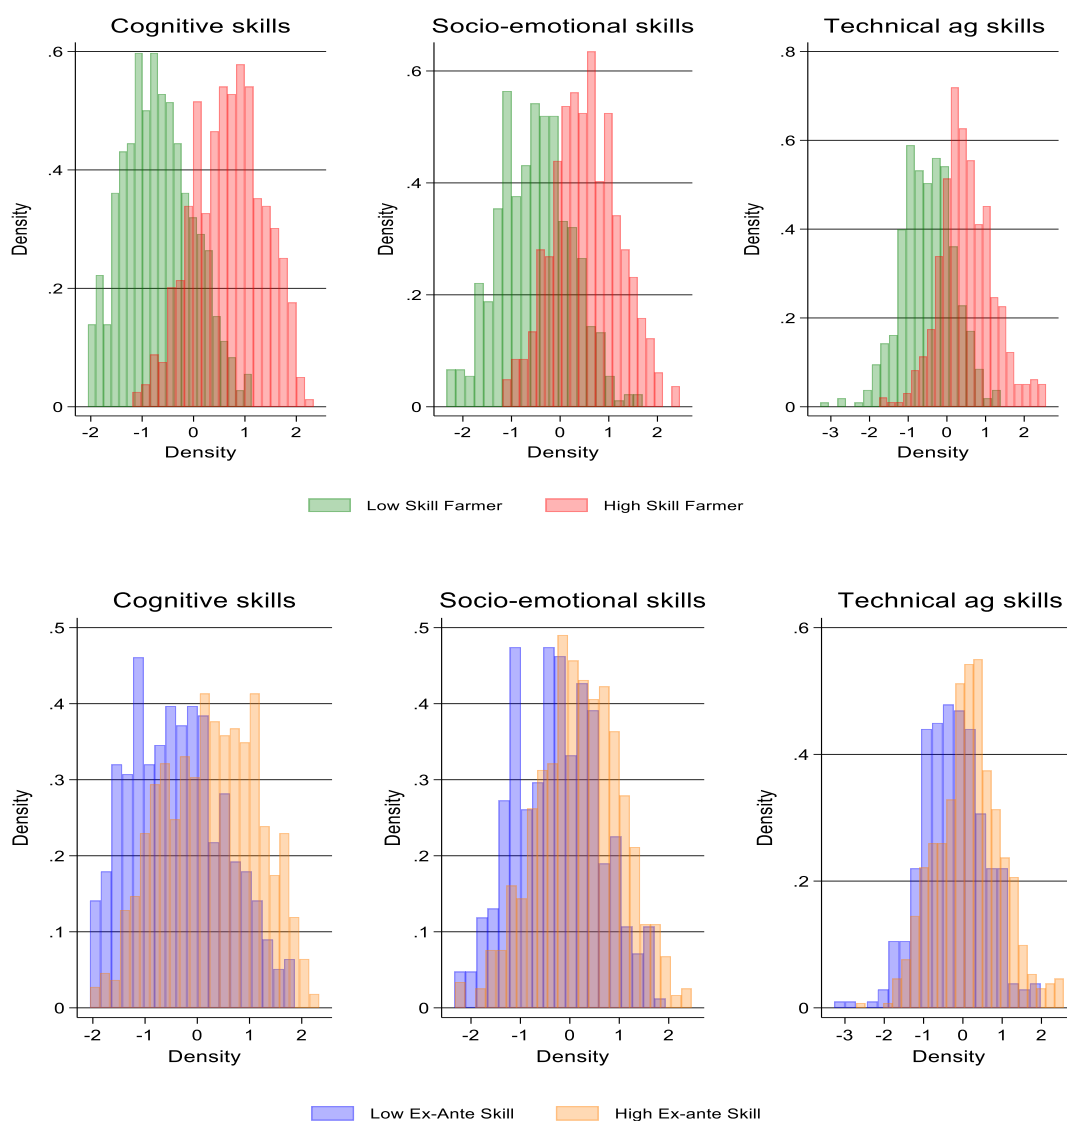 Cognitive skills
Socio-emotional skills
Technical ag skills
.6
.4
.2
0
Density
-2 -1 0 1 2
Density
.6
.4
.2
0
Density
-2 -1 0 1 2
Density
.8
.6
.4
.2
0
Density
-3 -2 -1 0 1 2
Density
Low Skill Farmer
High Skill Farmer
Cognitive skills
Socio-emotional skills
Technical ag skills
.5
.4
.3
.2
.1
0
Density
-2 -1 0 1 2
Density
.5
.4
.3
.2
.1
0
Density
-2 -1 0 1 2
Density
.6
.4
.2
0
Density
-3 -2 -1 0 1 2
Density
Low Ex-Ante Skill
High Ex-ante Skill